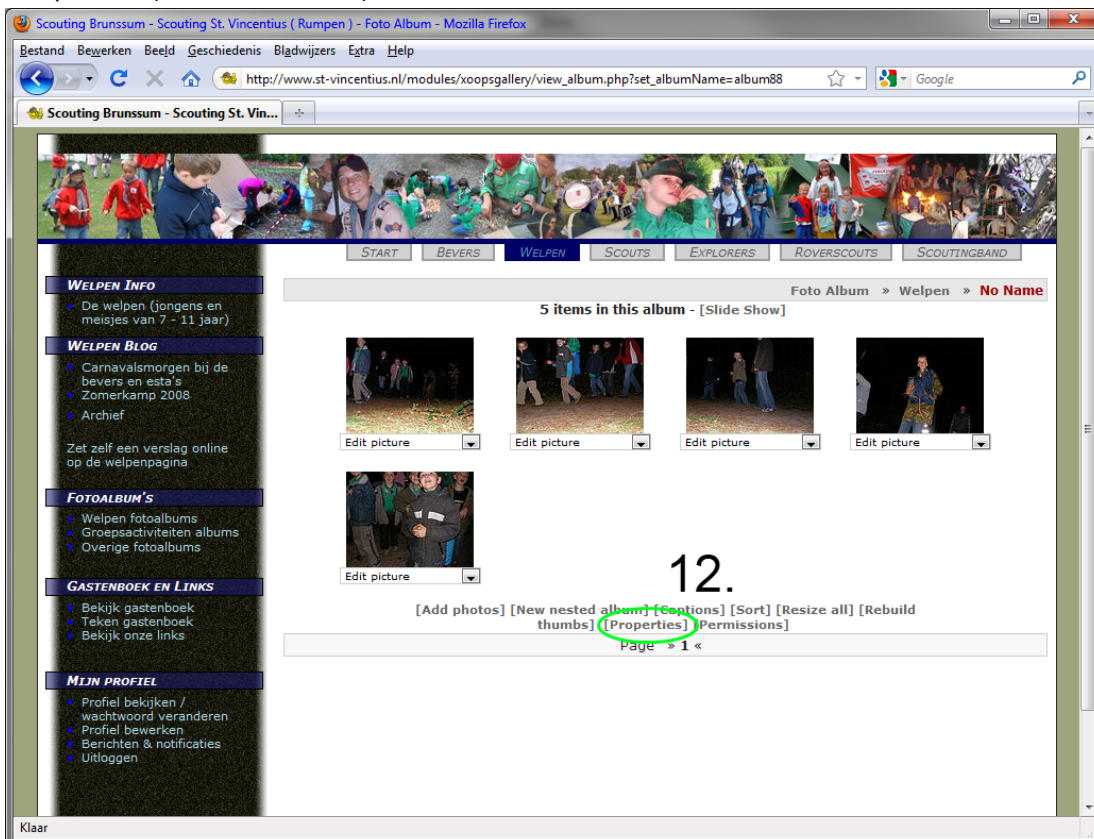 Scouting Brunssum - Scouting St. Vincentius ( Rumpen ) - Foto Album - Mozilla Firefox
Bestand Bewerken Beeld Geschiedenis Bladwijzers Extra Help
http://www.st-vincentius.nl/modules/xoopsgallery/view_album.php?set_albumName=album88
Google
Scouting Brunssum - Scouting St. Vin...
START BEVERS WELPEN SCOUTS EXPLORERS ROVERSCOUTS SCOUTINGBAND
WELPEN INFO
De welpen (jongens en
meisjes van 7 - 11 jaar)
WELPEN BLOG
Carnavalsmorgen bij de
bevers en esta's
Zomerkamp 2008
Archief
Zet zelf een verslag online
op de welpenpagina
FOTOALBUM'S
Welpen fotoalbums
Groepsactiviteiten albums
Overige fotoalbums
GASTENBOEK EN LINKS
Bekijk gastenboek
Teken gastenboek
Bekijk onze links
MIJN PROFIEL
Profiel bekijken /
wachtwoord veranderen
Profiel bewerken
Berichten & notificaties
Uitloggen
Foto Album » Welpen » No Name
5 items in this album - [Slide Show]
Edit picture Edit picture Edit picture Edit picture
Edit picture
12.
[Add photos] [New nested album] [Captions] [Sort] [Resize all] [Rebuild
thumbs] [Properties] [Permissions]
Page » 1 «
Klaar